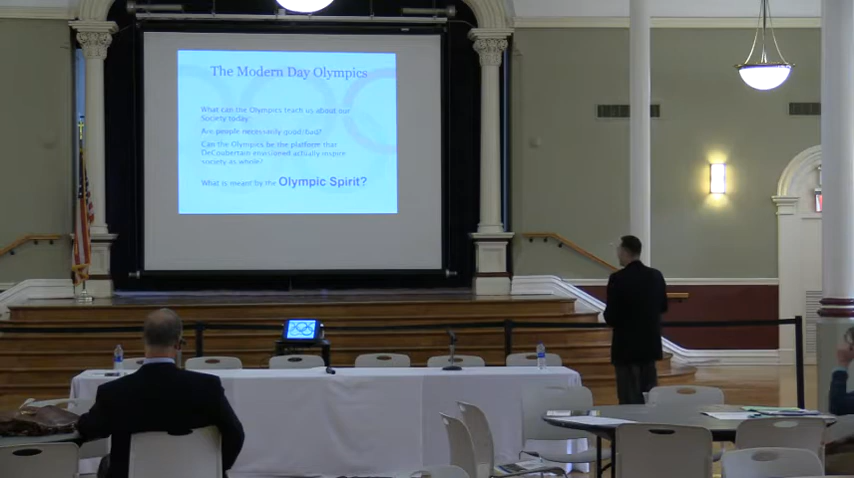 The Modern Day Olympics
What can the Olympics teach us about our
Society today
Are people necessarily good/bad?
Can the Olympics be the platform that
DeCoubertain envisioned actually inspire
society as whole?
What is meant by the Olympic Spirit?